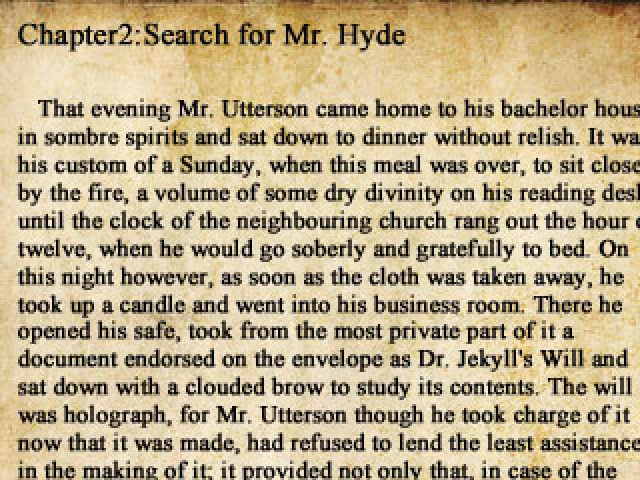 Chapter2:Search for Mr. Hyde
That evening Mr. Utterson came home to his bachelor hous
in sombre spirits and sat down to dinner without relish. It wa
his custom of a Sunday, when this meal was over, to sit close
by the fire, a volume of some dry divinity on his reading desk
until the clock of the neighbouring church rang out the hour o
twelve, when he would go soberly and gratefully to bed. On
this night however, as soon as the cloth was taken away, he
took up a candle and went into his business room. There he
opened his safe, took from the most private part of it a
document endorsed on the envelope as Dr. Jekyll's Will and
sat down with a clouded brow to study its contents. The will
was holograph, for Mr. Utterson though he took charge of it
now that it was made, had refused to lend the least assistance
in the making of it; it provided not only that, in case of the